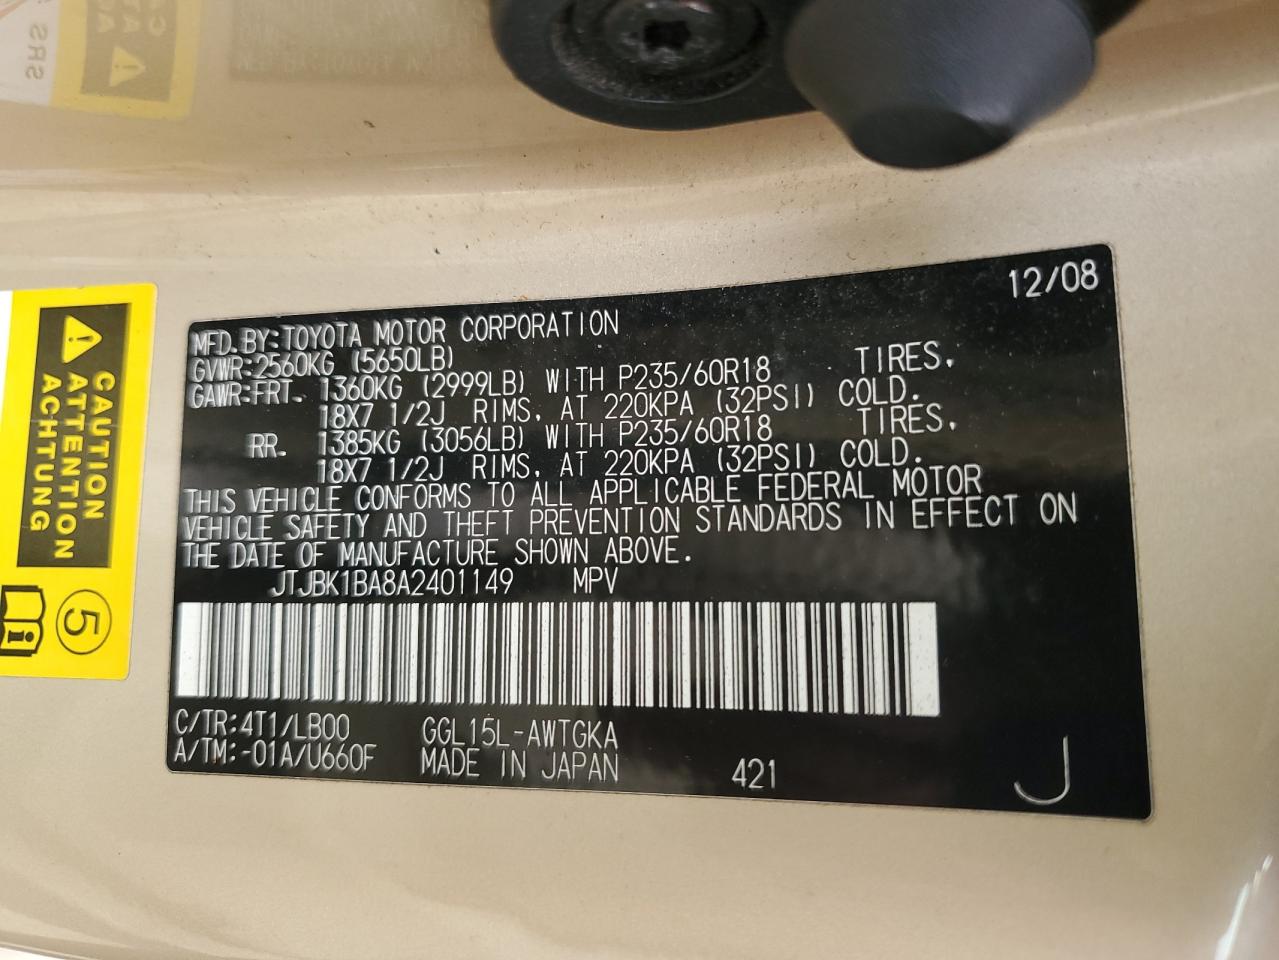 12/08
MFD.BY:TOYOTA MOTOR CORPORATION
GVWR:2560KG (5650LB)
GAWR:FRT. 1360KG (2999LB) WITH P235/60R18 TIRES,
18X7 1/2J RIMS, AT 220KPA (32PSI) COLD.
RR. 1385KG (3056LB) WITH P235/60R18 TIRES,
18X7 1/2J RIMS, AT 220KPA (32PSI) COLD.
THIS VEHICLE CONFORMS TO ALL APPLICABLE FEDERAL MOTOR
VEHICLE SAFETY AND THEFT PREVENTION STANDARDS IN EFFECT ON
THE DATE OF MANUFACTURE SHOWN ABOVE.
JTJBK1BA8A2401149 MPV
C/TR:4T1/LB00 GGL15L-AWTGKA
A/TM:-01A/U660F MADE IN JAPAN 421 J
CAUTION
ATTENTION
ACHTUNG
5
SRS